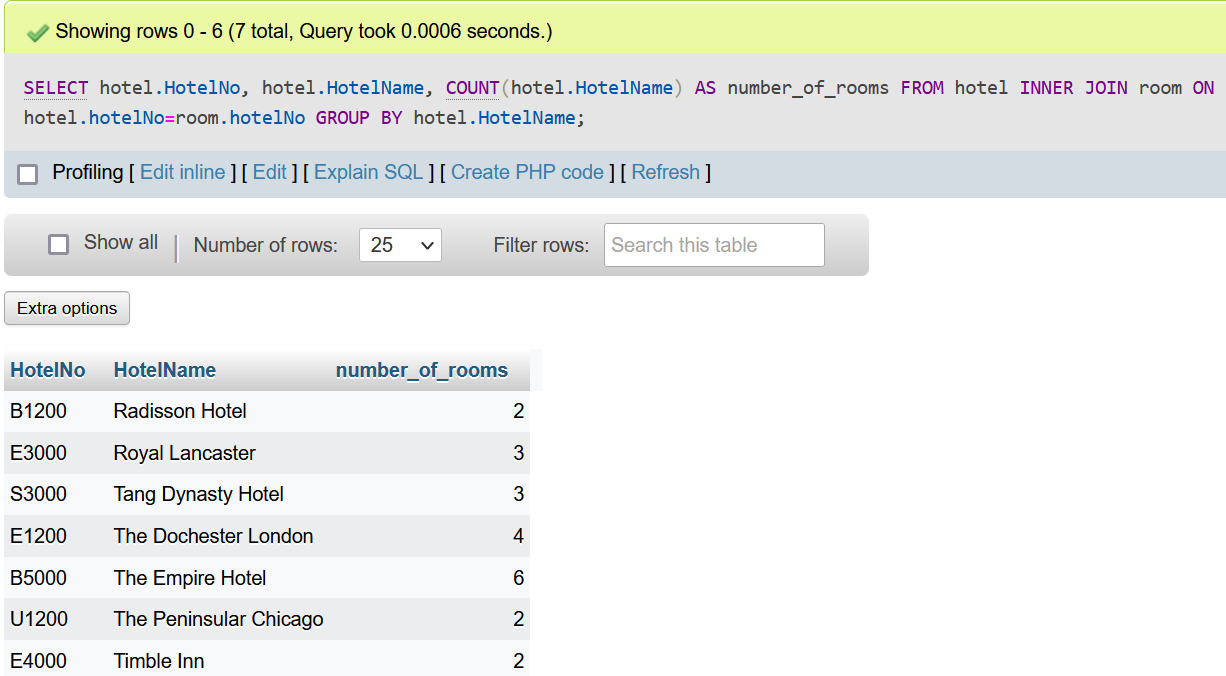 Showing rows 0 - 6 (7 total, Query took 0.0006 seconds.)
SELECT hotel.HotelNo, hotel.HotelName, COUNT(hotel.HotelName) AS number_of_rooms FROM hotel INNER JOIN room ON
hotel.hotelNo=room.hotelNo GROUP BY hotel.HotelName;
Profiling [ Edit inline ] [ Edit ] [ Explain SQL ] [ Create PHP code ] [ Refresh ]
Show all | Number of rows: 25 Filter rows: Search this table
Extra options
HotelNo HotelName number_of_rooms
B1200 Radisson Hotel 2
E3000 Royal Lancaster 3
S3000 Tang Dynasty Hotel 3
E1200 The Dochester London 4
B5000 The Empire Hotel 6
U1200 The Peninsular Chicago 2
E4000 Timble Inn 2